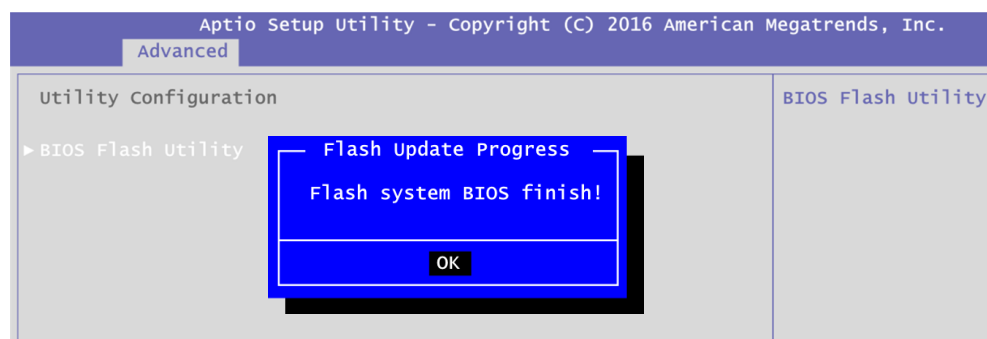 Aptio Setup Utility - Copyright (C) 2016 American Megatrends, Inc.
Advanced
Utility Configuration
BIOS Flash Utility
▶ BIOS Flash Utility
Flash Update Progress
Flash system BIOS finish!
OK